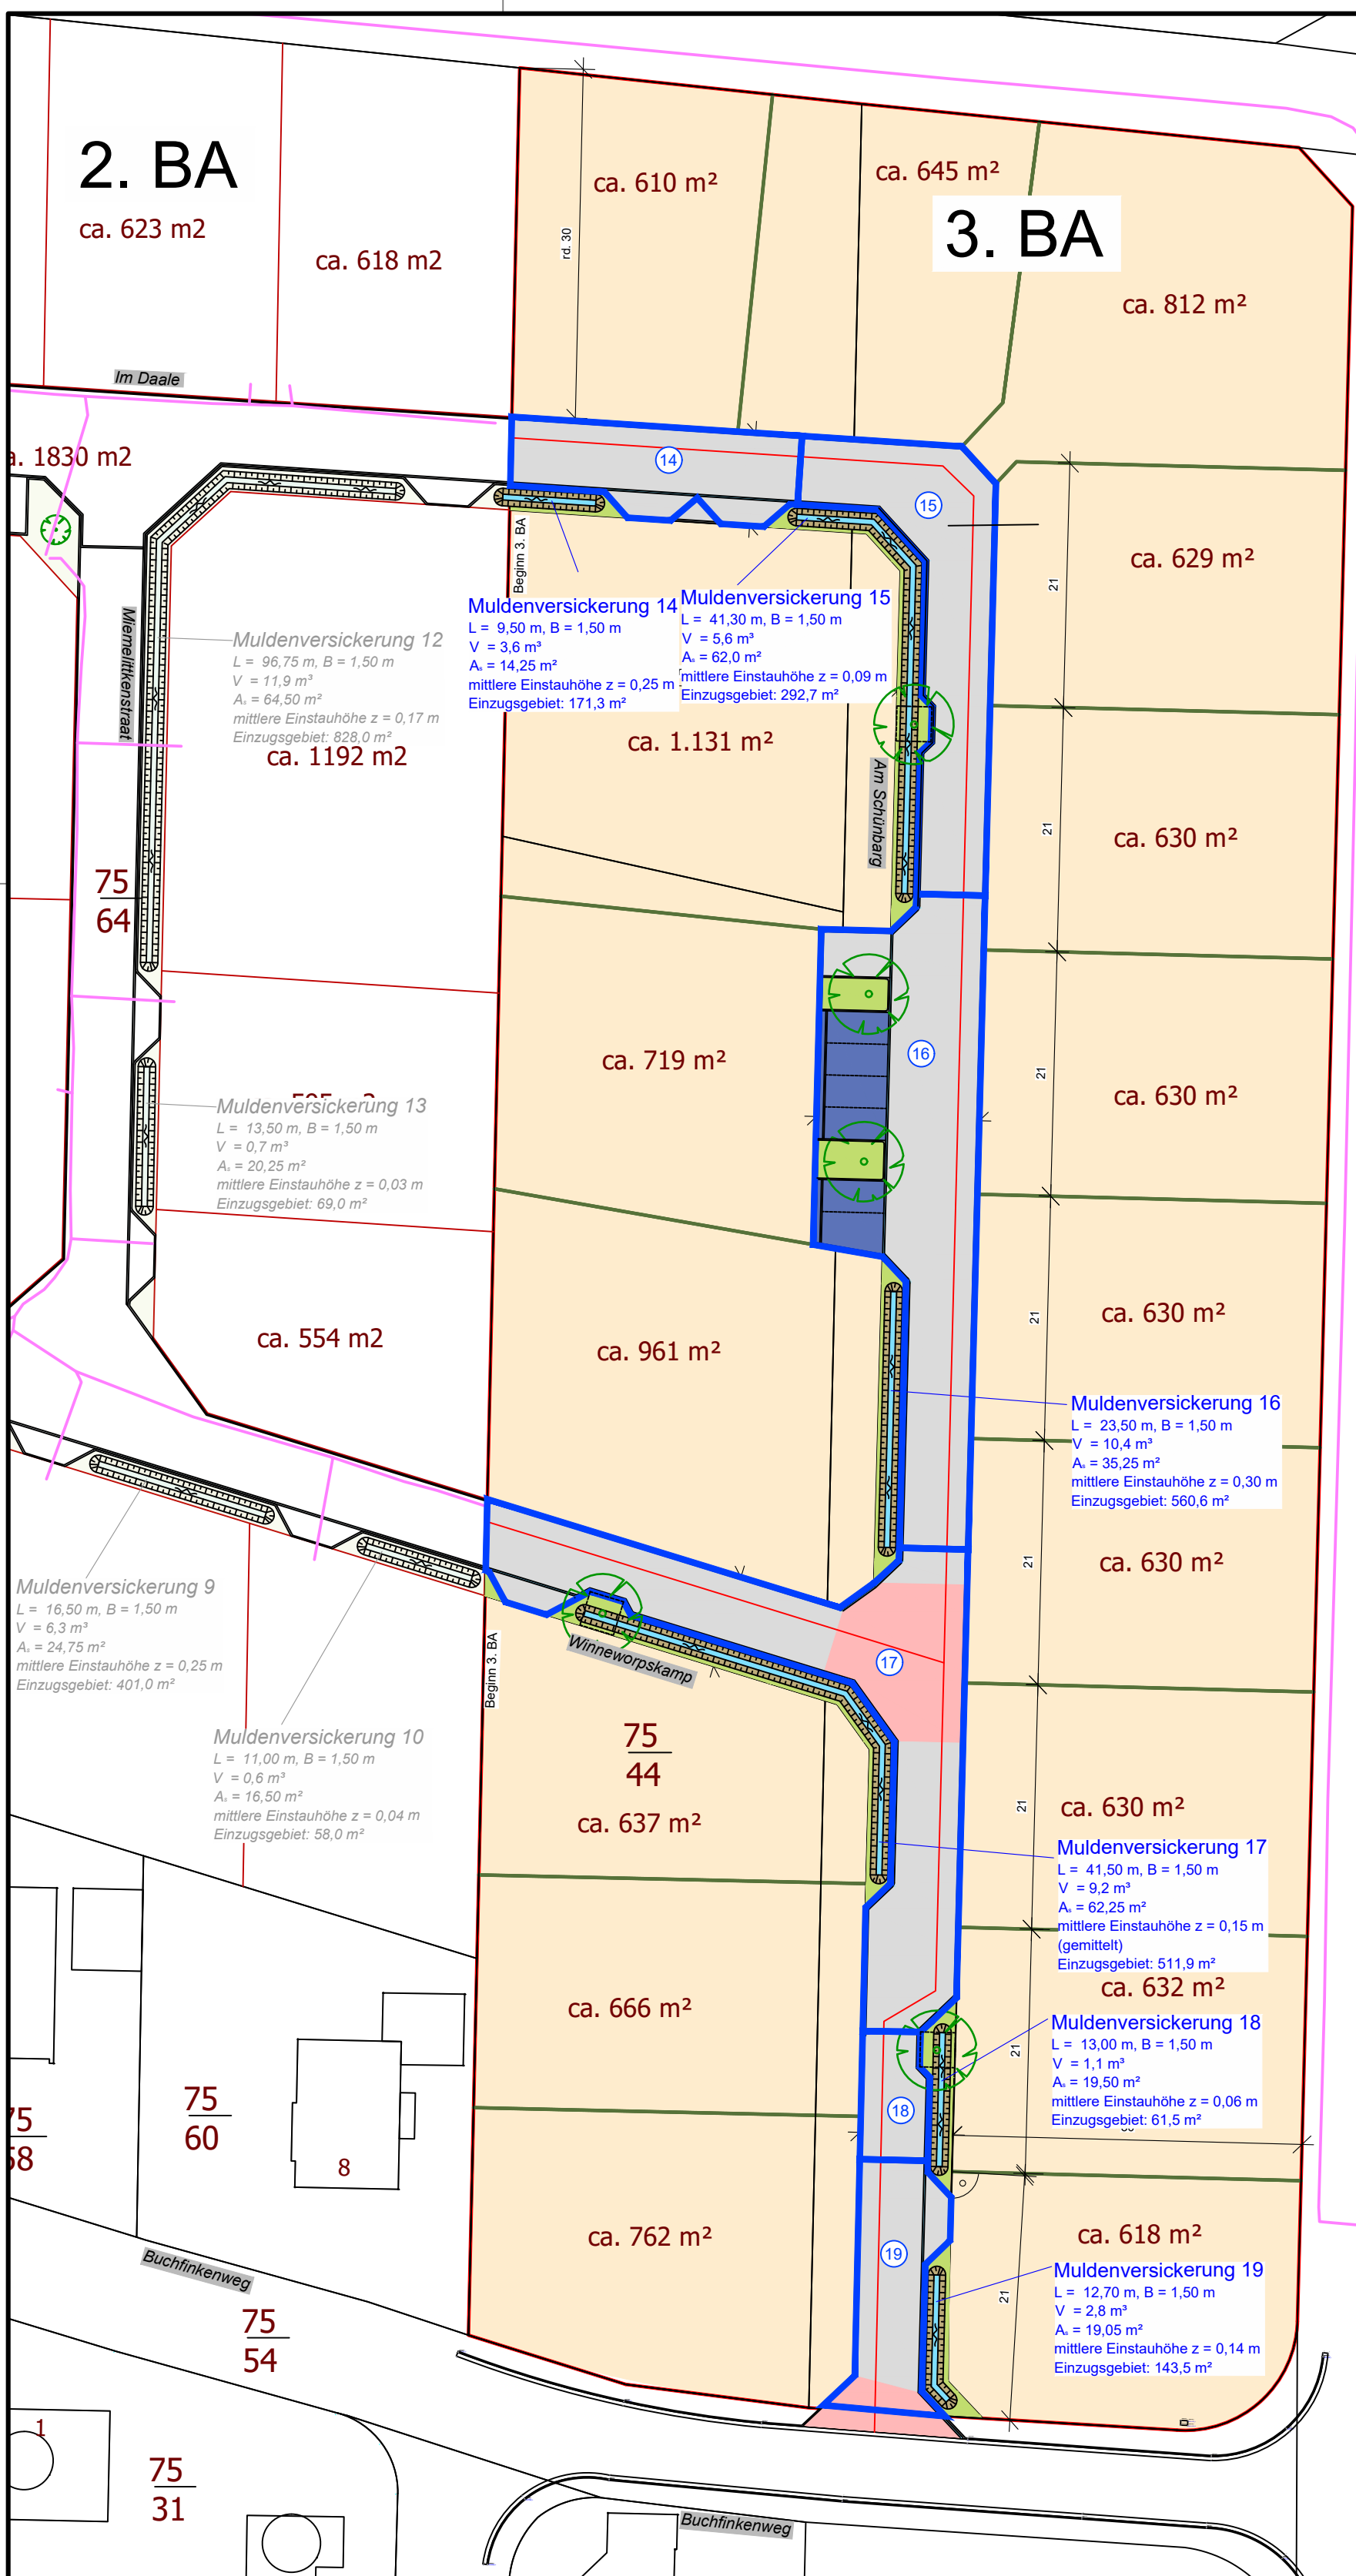 2. BA
ca. 623 m2
ca. 618 m2
ca. 610 m²
ca. 645 m²
3. BA
ca. 812 m²
rd. 30
Im Daale
a. 1830 m2
14
15
Beginn 3. BA
ca. 629 m²
21
Miemelittkenstraat
Muldenversickerung 12
L = 96,75 m, B = 1,50 m
V = 11,9 m³
Aₛ = 64,50 m²
mittlere Einstauhöhe z = 0,17 m
Einzugsgebiet: 828,0 m²
ca. 1192 m2
Muldenversickerung 14
L = 9,50 m, B = 1,50 m
V = 3,6 m³
Aₛ = 14,25 m²
mittlere Einstauhöhe z = 0,25 m
Einzugsgebiet: 171,3 m²
Muldenversickerung 15
L = 41,30 m, B = 1,50 m
V = 5,6 m³
Aₛ = 62,0 m²
mittlere Einstauhöhe z = 0,09 m
Einzugsgebiet: 292,7 m²
ca. 1.131 m²
Am Schünbarg
21
ca. 630 m²
75
64
16
ca. 719 m²
21
ca. 630 m²
Muldenversickerung 13
L = 13,50 m, B = 1,50 m
V = 0,7 m³
Aₛ = 20,25 m²
mittlere Einstauhöhe z = 0,03 m
Einzugsgebiet: 69,0 m²
ca. 554 m2
ca. 961 m²
21
ca. 630 m²
Muldenversickerung 16
L = 23,50 m, B = 1,50 m
V = 10,4 m³
Aₛ = 35,25 m²
mittlere Einstauhöhe z = 0,30 m
Einzugsgebiet: 560,6 m²
21
ca. 630 m²
Muldenversickerung 9
L = 16,50 m, B = 1,50 m
V = 6,3 m³
Aₛ = 24,75 m²
mittlere Einstauhöhe z = 0,25 m
Einzugsgebiet: 401,0 m²
Beginn 3. BA
Winneworpskamp
17
Muldenversickerung 10
L = 11,00 m, B = 1,50 m
V = 0,6 m³
Aₛ = 16,50 m²
mittlere Einstauhöhe z = 0,04 m
Einzugsgebiet: 58,0 m²
75
44
ca. 637 m²
21
ca. 630 m²
Muldenversickerung 17
L = 41,50 m, B = 1,50 m
V = 9,2 m³
Aₛ = 62,25 m²
mittlere Einstauhöhe z = 0,15 m
(gemittelt)
Einzugsgebiet: 511,9 m²
ca. 632 m²
ca. 666 m²
21
Muldenversickerung 18
L = 13,00 m, B = 1,50 m
V = 1,1 m³
Aₛ = 19,50 m²
mittlere Einstauhöhe z = 0,06 m
Einzugsgebiet: 61,5 m²
18
75
60
8
ca. 762 m²
19
ca. 618 m²
21
Muldenversickerung 19
L = 12,70 m, B = 1,50 m
V = 2,8 m³
Aₛ = 19,05 m²
mittlere Einstauhöhe z = 0,14 m
Einzugsgebiet: 143,5 m²
Buchfinkenweg
75
54
1
75
31
Buchfinkenweg